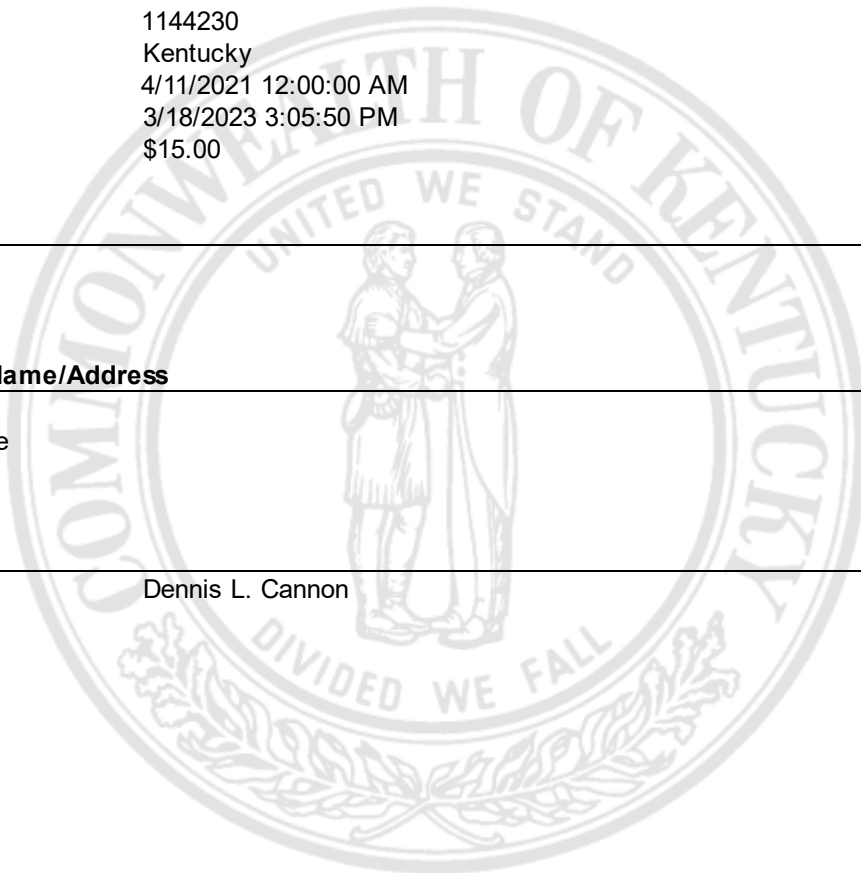 1144230
Kentucky
4/11/2021 12:00:00 AM
3/18/2023 3:05:50 PM
$15.00
COMMONWEALTH OF KENTUCKY
UNITED WE STAND
ame/Address
e
Dennis L. Cannon
DIVIDED WE FALL